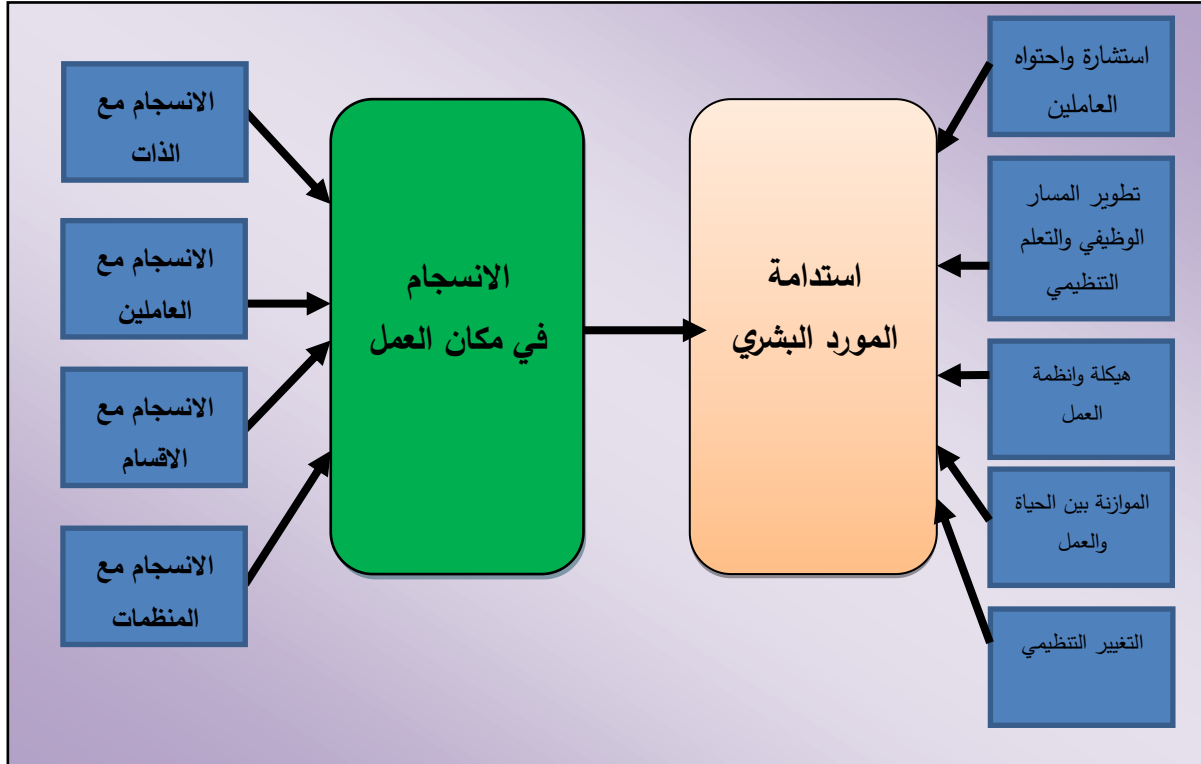 استشارة واحتواه
العاملين
تطوير المسار
الوظيفي والتعلم
التنظيمي
هيكلة وانظمة
العمل
الموازنة بين الحياة
والعمل
التغيير التنظيمي
استدامة
المورد البشري
الانسجام
في مكان العمل
الانسجام مع
الذات
الانسجام مع
العاملين
الانسجام مع
الاقسام
الانسجام مع
المنظمات